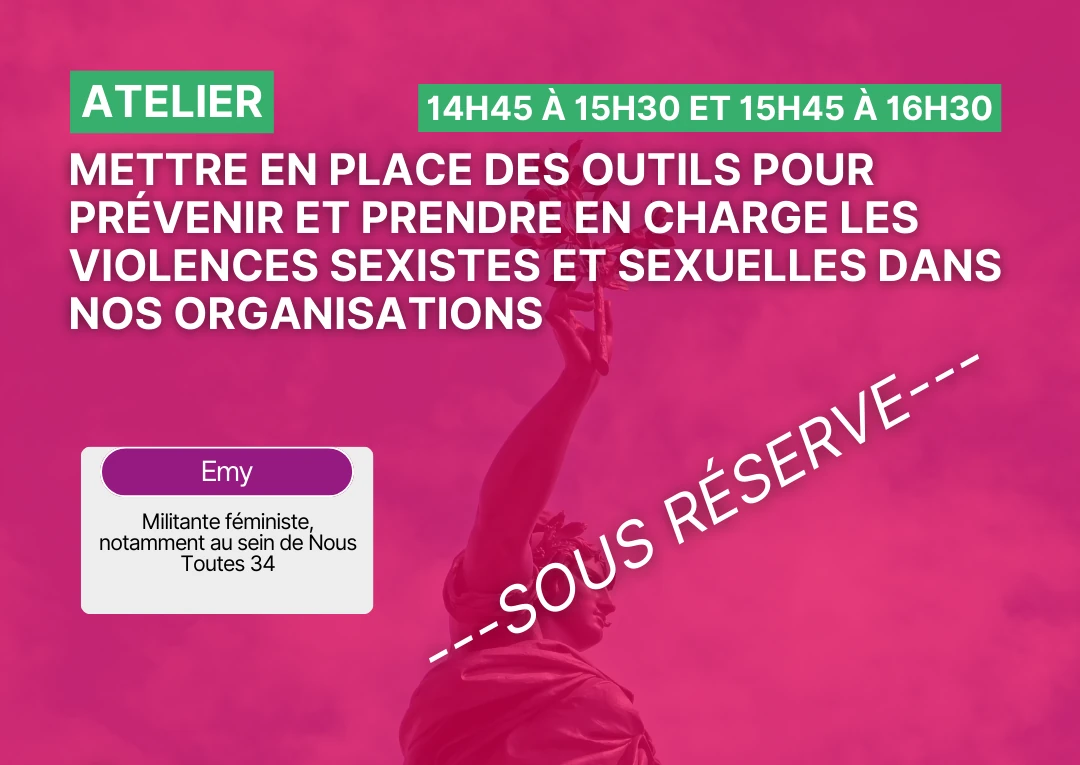 ATELIER
14H45 À 15H30 ET 15H45 À 16H30
METTRE EN PLACE DES OUTILS POUR
PRÉVENIR ET PRENDRE EN CHARGE LES
VIOLENCES SEXISTES ET SEXUELLES DANS
NOS ORGANISATIONS
---SOUS RÉSERVE---
Emy
Militante féministe,
notamment au sein de Nous
Toutes 34